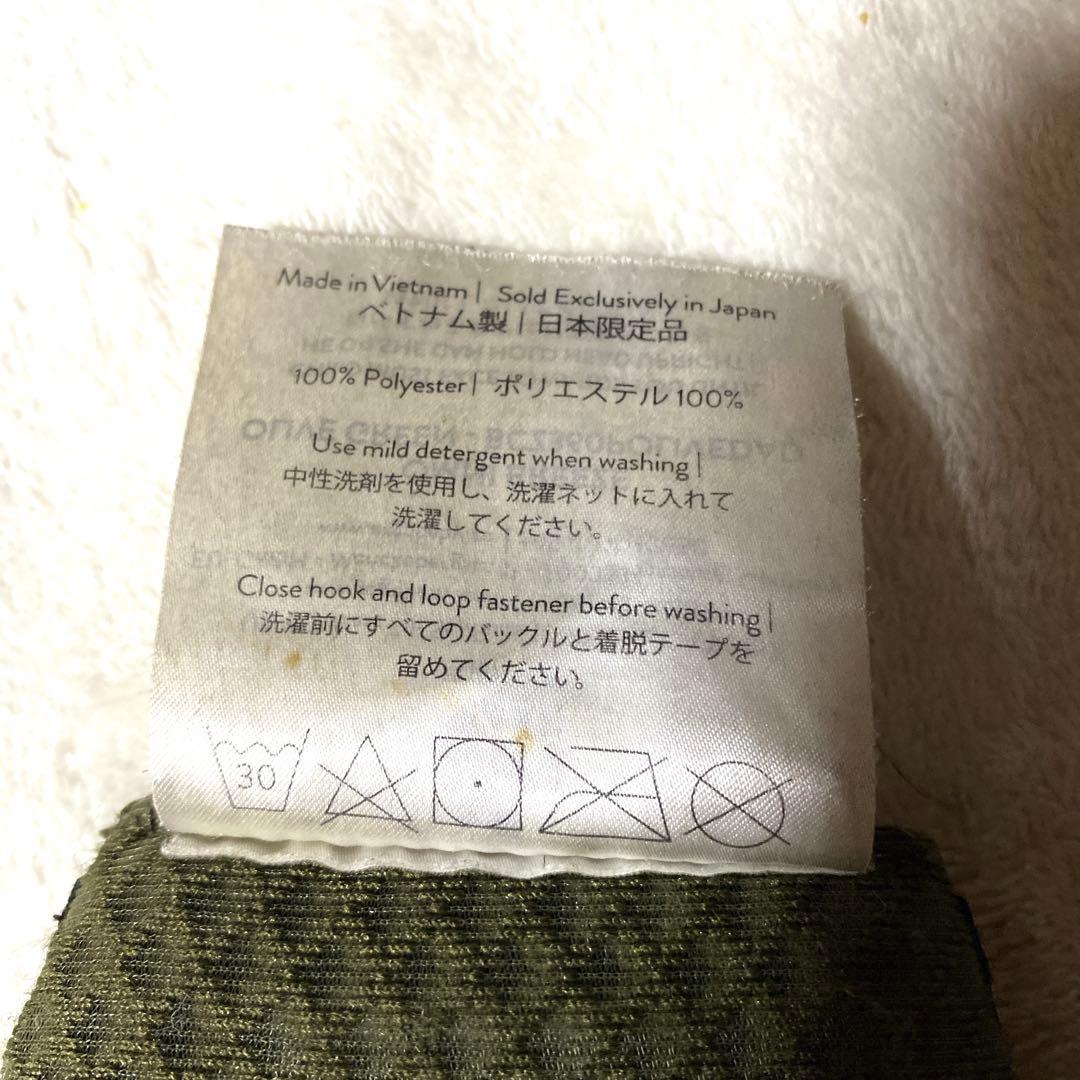 Made in Vietnam | Sold Exclusively in Japan
ベトナム製 | 日本限定品
100% Polyester | ポリエステル 100%
Use mild detergent when washing |
中性洗剤を使用し、洗濯ネットに入れて
洗濯してください。
Close hook and loop fastener before washing |
洗濯前にすべてのバックルと着脱テープを
留めてください。
30